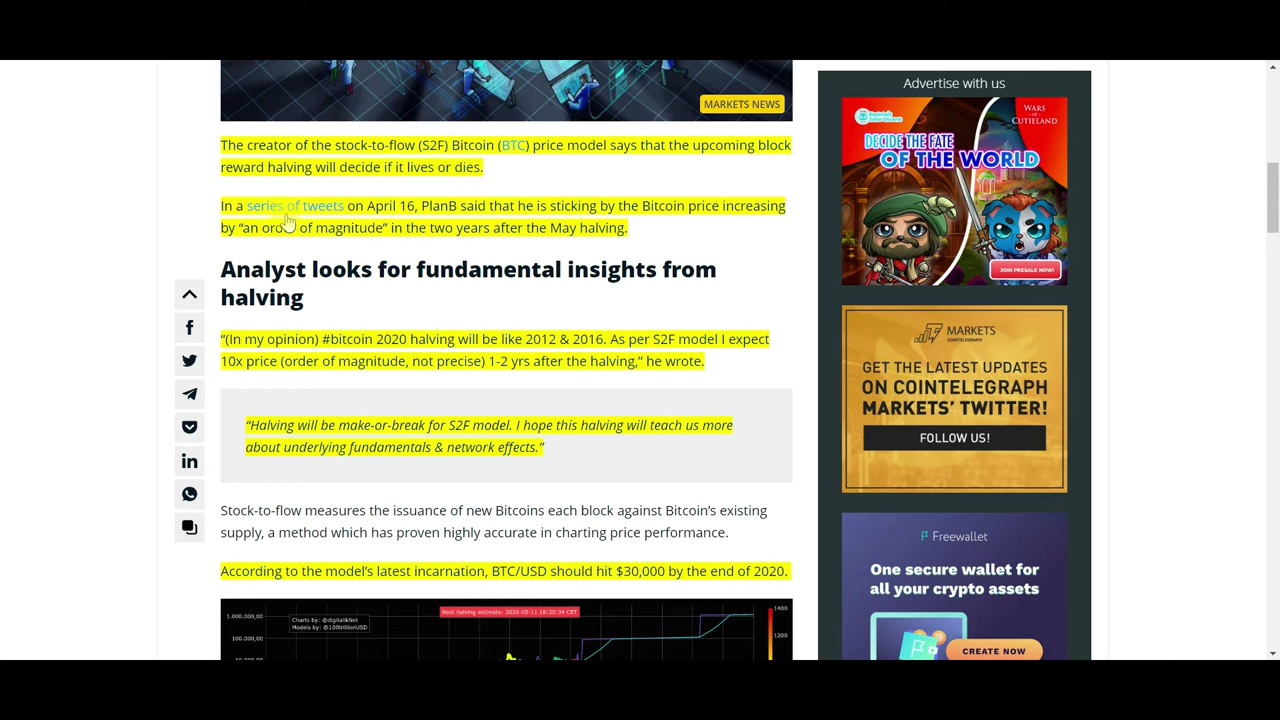 MARKETS NEWS
The creator of the stock-to-flow (S2F) Bitcoin (BTC) price model says that the upcoming block
reward halving will decide if it lives or dies.
In a series of tweets on April 16, PlanB said that he is sticking by the Bitcoin price increasing
by “an order of magnitude” in the two years after the May halving.
Analyst looks for fundamental insights from
halving
“(In my opinion) #bitcoin 2020 halving will be like 2012 & 2016. As per S2F model I expect
10x price (order of magnitude, not precise) 1-2 yrs after the halving,” he wrote.
“Halving will be make-or-break for S2F model. I hope this halving will teach us more
about underlying fundamentals & network effects.”
Stock-to-flow measures the issuance of new Bitcoins each block against Bitcoin’s existing
supply, a method which has proven highly accurate in charting price performance.
According to the model’s latest incarnation, BTC/USD should hit $30,000 by the end of 2020.
Next halving estimate: 2020-05-11 16:20:34 CET
1.000.000,00
Charts by: @digitalikNet
Models by: @100trillionUSD
100.000,00
1400
1200
Advertise with us
WARS
OF
CUTIELAND
DECIDE THE FATE
OF THE WORLD
JOIN PRESALE NOW!
MARKETS
COINTELEGRAPH
GET THE LATEST UPDATES
ON COINTELEGRAPH
MARKETS’ TWITTER!
FOLLOW US!
Freewallet
One secure wallet for
all your crypto assets
CREATE NOW